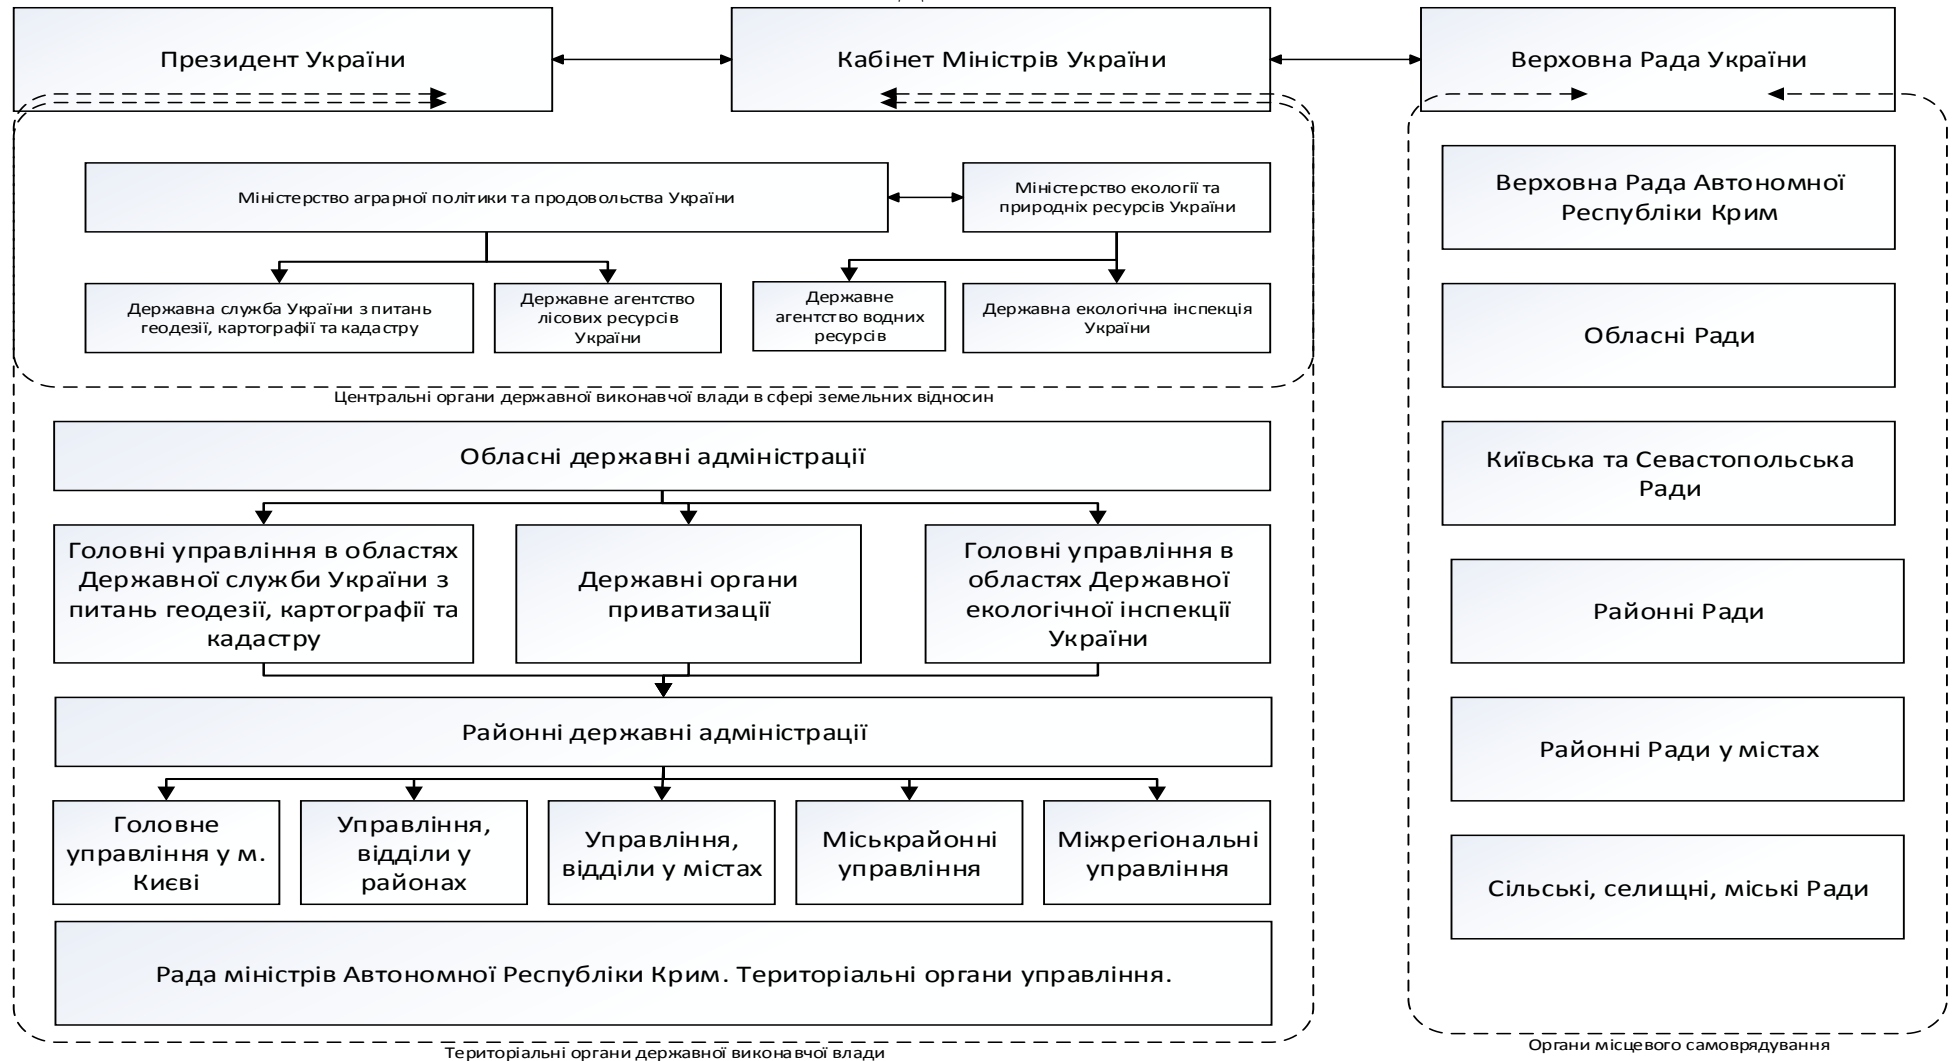 Президент України
Кабінет Міністрів України
Верховна Рада України
Міністерство аграрної політики та продовольства України
Міністерство екології та
природніх ресурсів України
Державна служба України з питань
геодезії, картографії та кадастру
Державне агентство
лісових ресурсів
України
Державне
агентство водних
ресурсів
Державна екологічна інспекція
України
Центральні органи державної виконавчої влади в сфері земельних відносин
Обласні державні адміністрації
Головні управління в областях
Державної служби України з
питань геодезії, картографії та
кадастру
Державні органи
приватизації
Головні управління в
областях Державної
екологічної інспекції
України
Районні державні адміністрації
Головне
управління у м.
Києві
Управління,
відділи у
районах
Управління,
відділи у містах
Міськрайонні
управління
Міжрегіональні
управління
Рада міністрів Автономної Республіки Крим. Територіальні органи управління.
Територіальні органи державної виконавчої влади
Верховна Рада Автономної
Республіки Крим
Обласні Ради
Київська та Севастопольська
Ради
Районні Ради
Районні Ради у містах
Сільські, селищні, міські Ради
Органи місцевого самоврядування